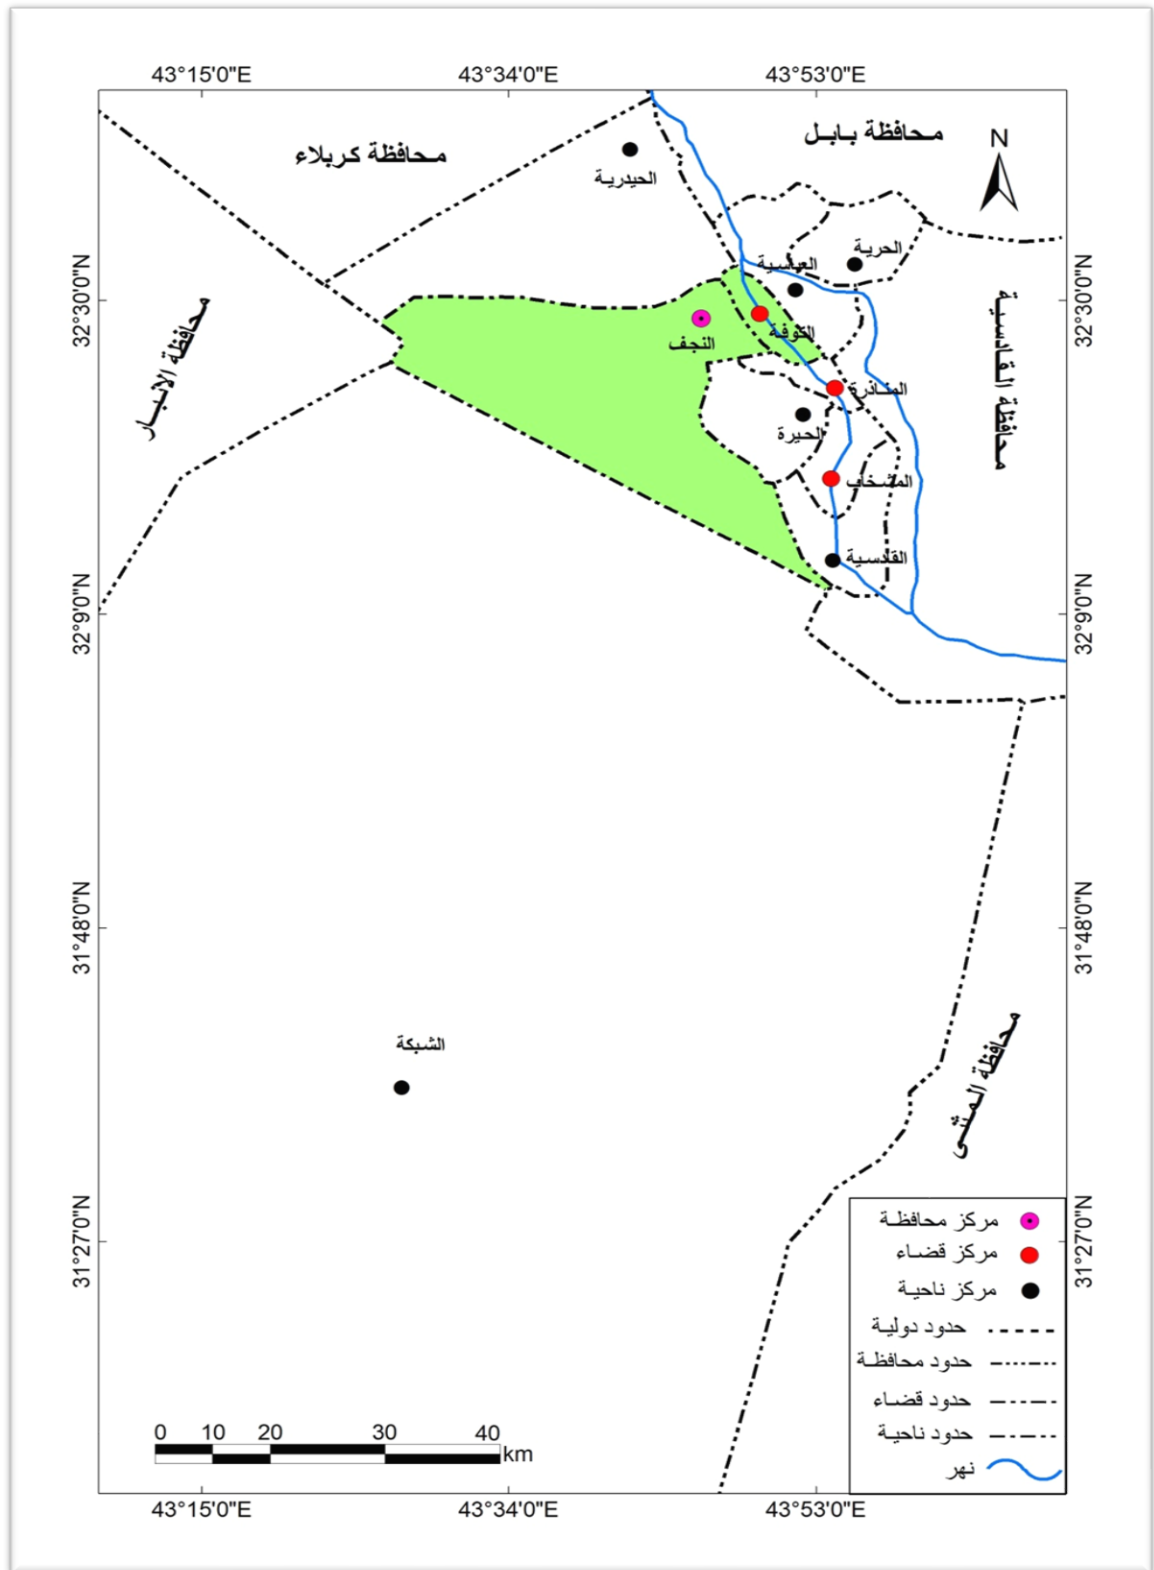 43°15'0"E
43°34'0"E
43°53'0"E
محافظة بابل
N
محافظة كربلاء
الحيدرية
الحرية
العباسية
32°30'0"N
32°30'0"N
محافظة الانبار
محافظة القادسية
الكوفة
النجف
المناذرة
الحيرة
المشخاب
القادسية
32°9'0"N
32°9'0"N
31°48'0"N
31°48'0"N
محافظة المثنى
الشبكة
31°27'0"N
31°27'0"N
مركز محافظة
مركز قضاء
مركز ناحية
حدود دولية
حدود محافظة
حدود قضاء
حدود ناحية
نهر
0 10 20 30 40
km
43°15'0"E
43°34'0"E
43°53'0"E